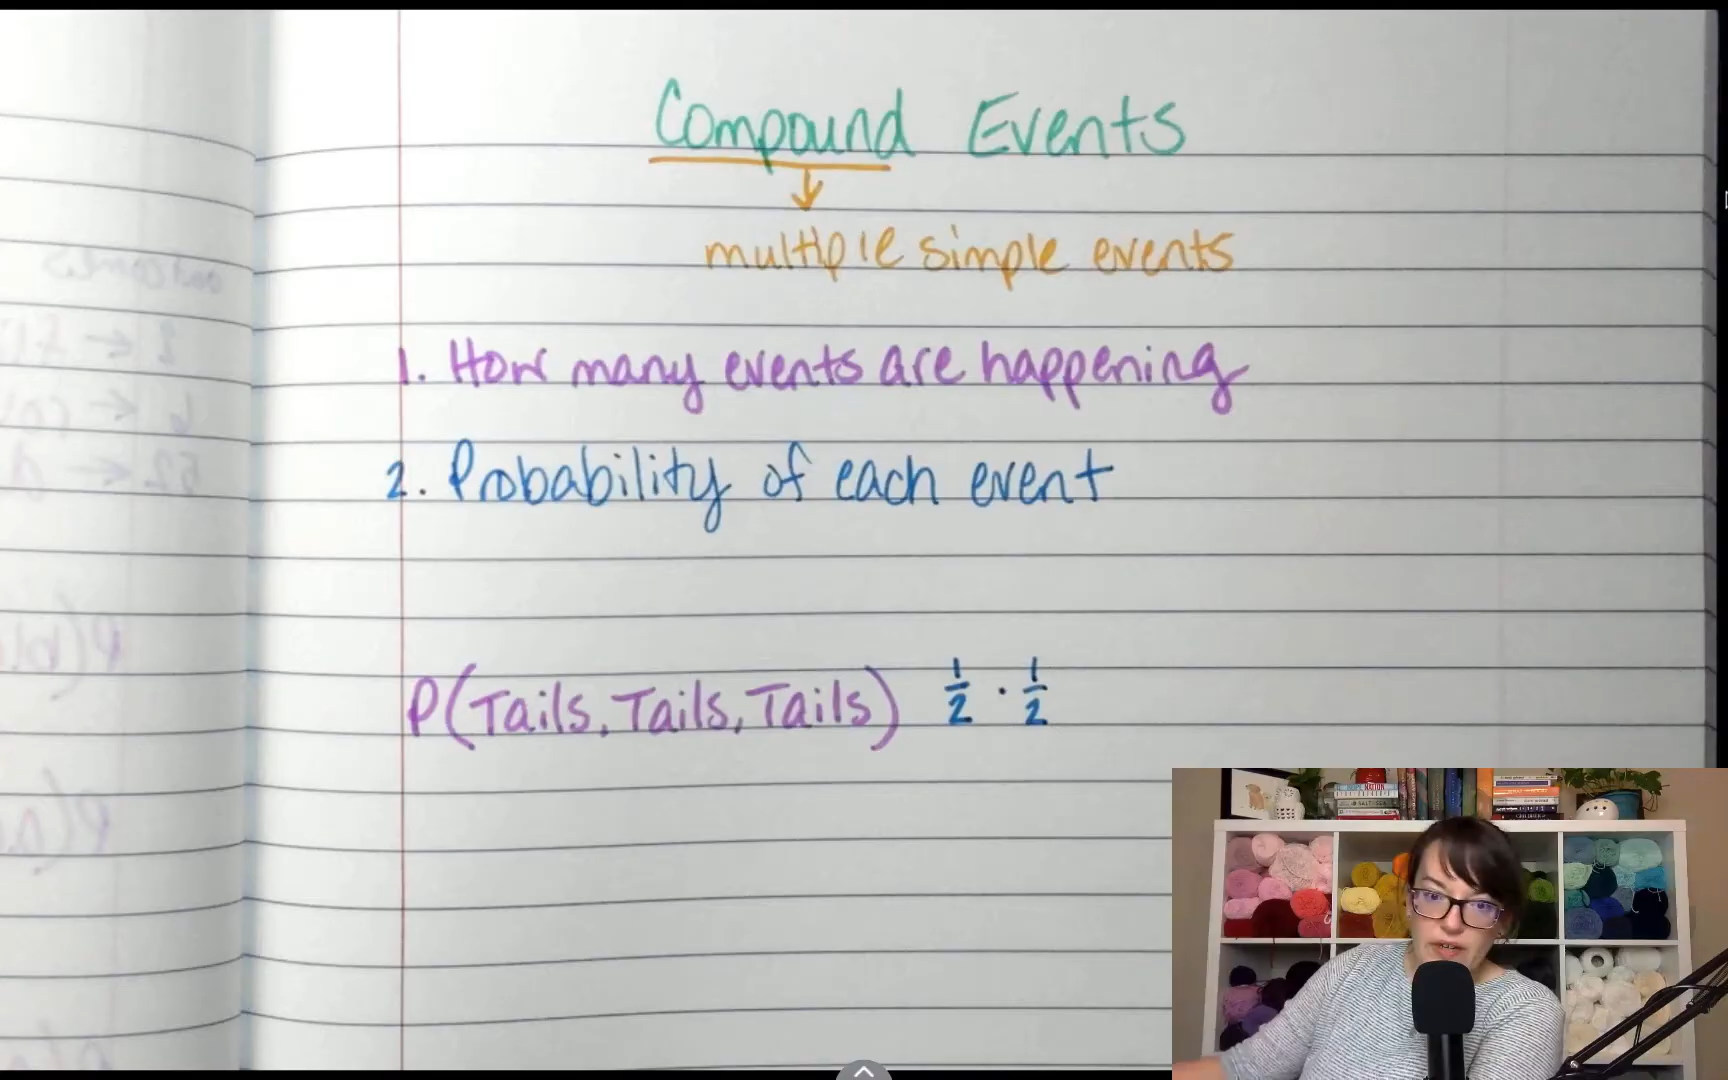 Compound Events
multiple simple events
1. How many events are happening
2. Probability of each event
P(Tails, Tails, Tails) 1/2 · 1/2